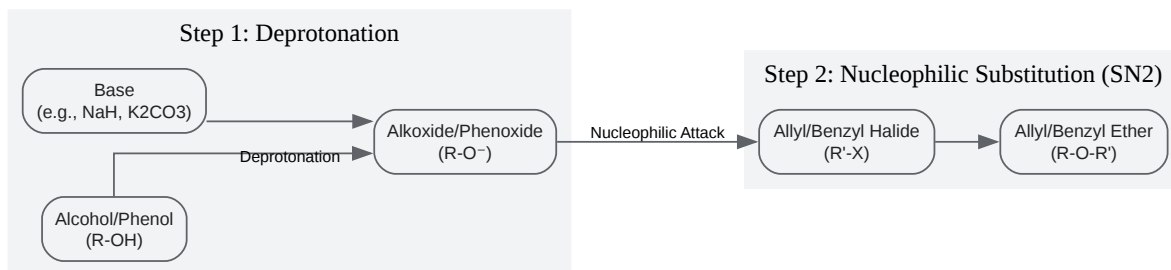 Step 1: Deprotonation
Base
(e.g., NaH, K2CO3)
Alkoxide/Phenoxide
(R-O⁻)
Deprotonation
Alcohol/Phenol
(R-OH)
Nucleophilic Attack
Step 2: Nucleophilic Substitution (SN2)
Allyl/Benzyl Halide
(R'-X)
Allyl/Benzyl Ether
(R-O-R')